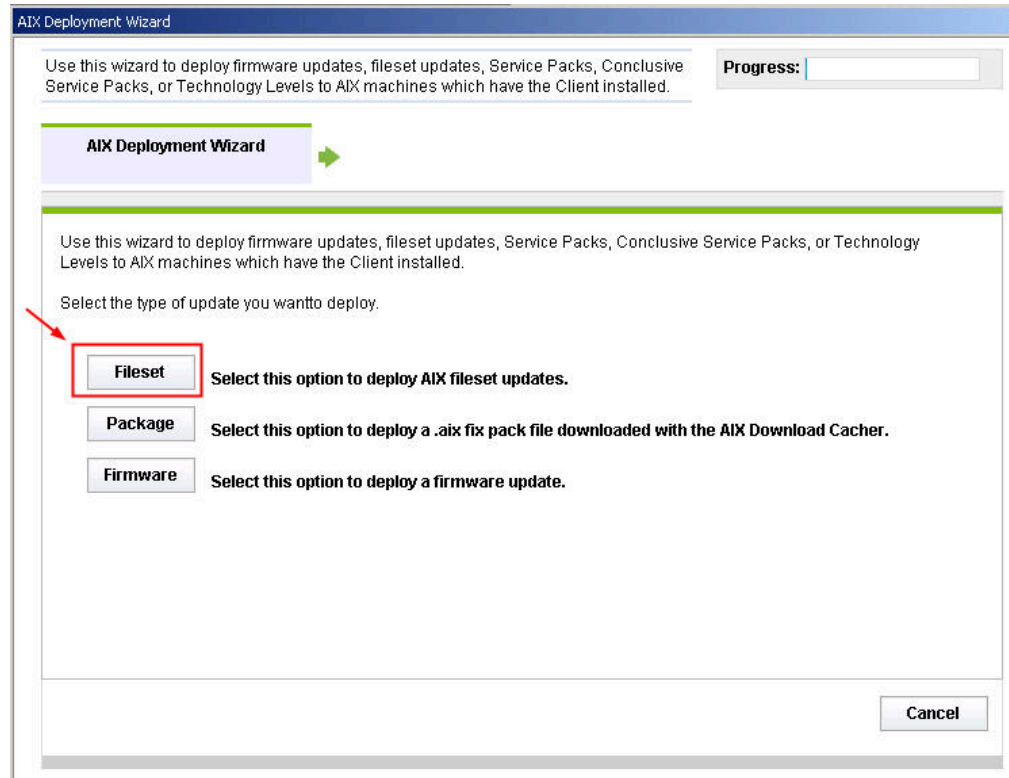 AIX Deployment Wizard
Use this wizard to deploy firmware updates, fileset updates, Service Packs, Conclusive
Service Packs, or Technology Levels to AIX machines which have the Client installed.
Progress:
AIX Deployment Wizard
Use this wizard to deploy firmware updates, fileset updates, Service Packs, Conclusive Service Packs, or Technology
Levels to AIX machines which have the Client installed.
Select the type of update you wantto deploy.
Fileset Select this option to deploy AIX fileset updates.
Package Select this option to deploy a .aix fix pack file downloaded with the AIX Download Cacher.
Firmware Select this option to deploy a firmware update.
Cancel